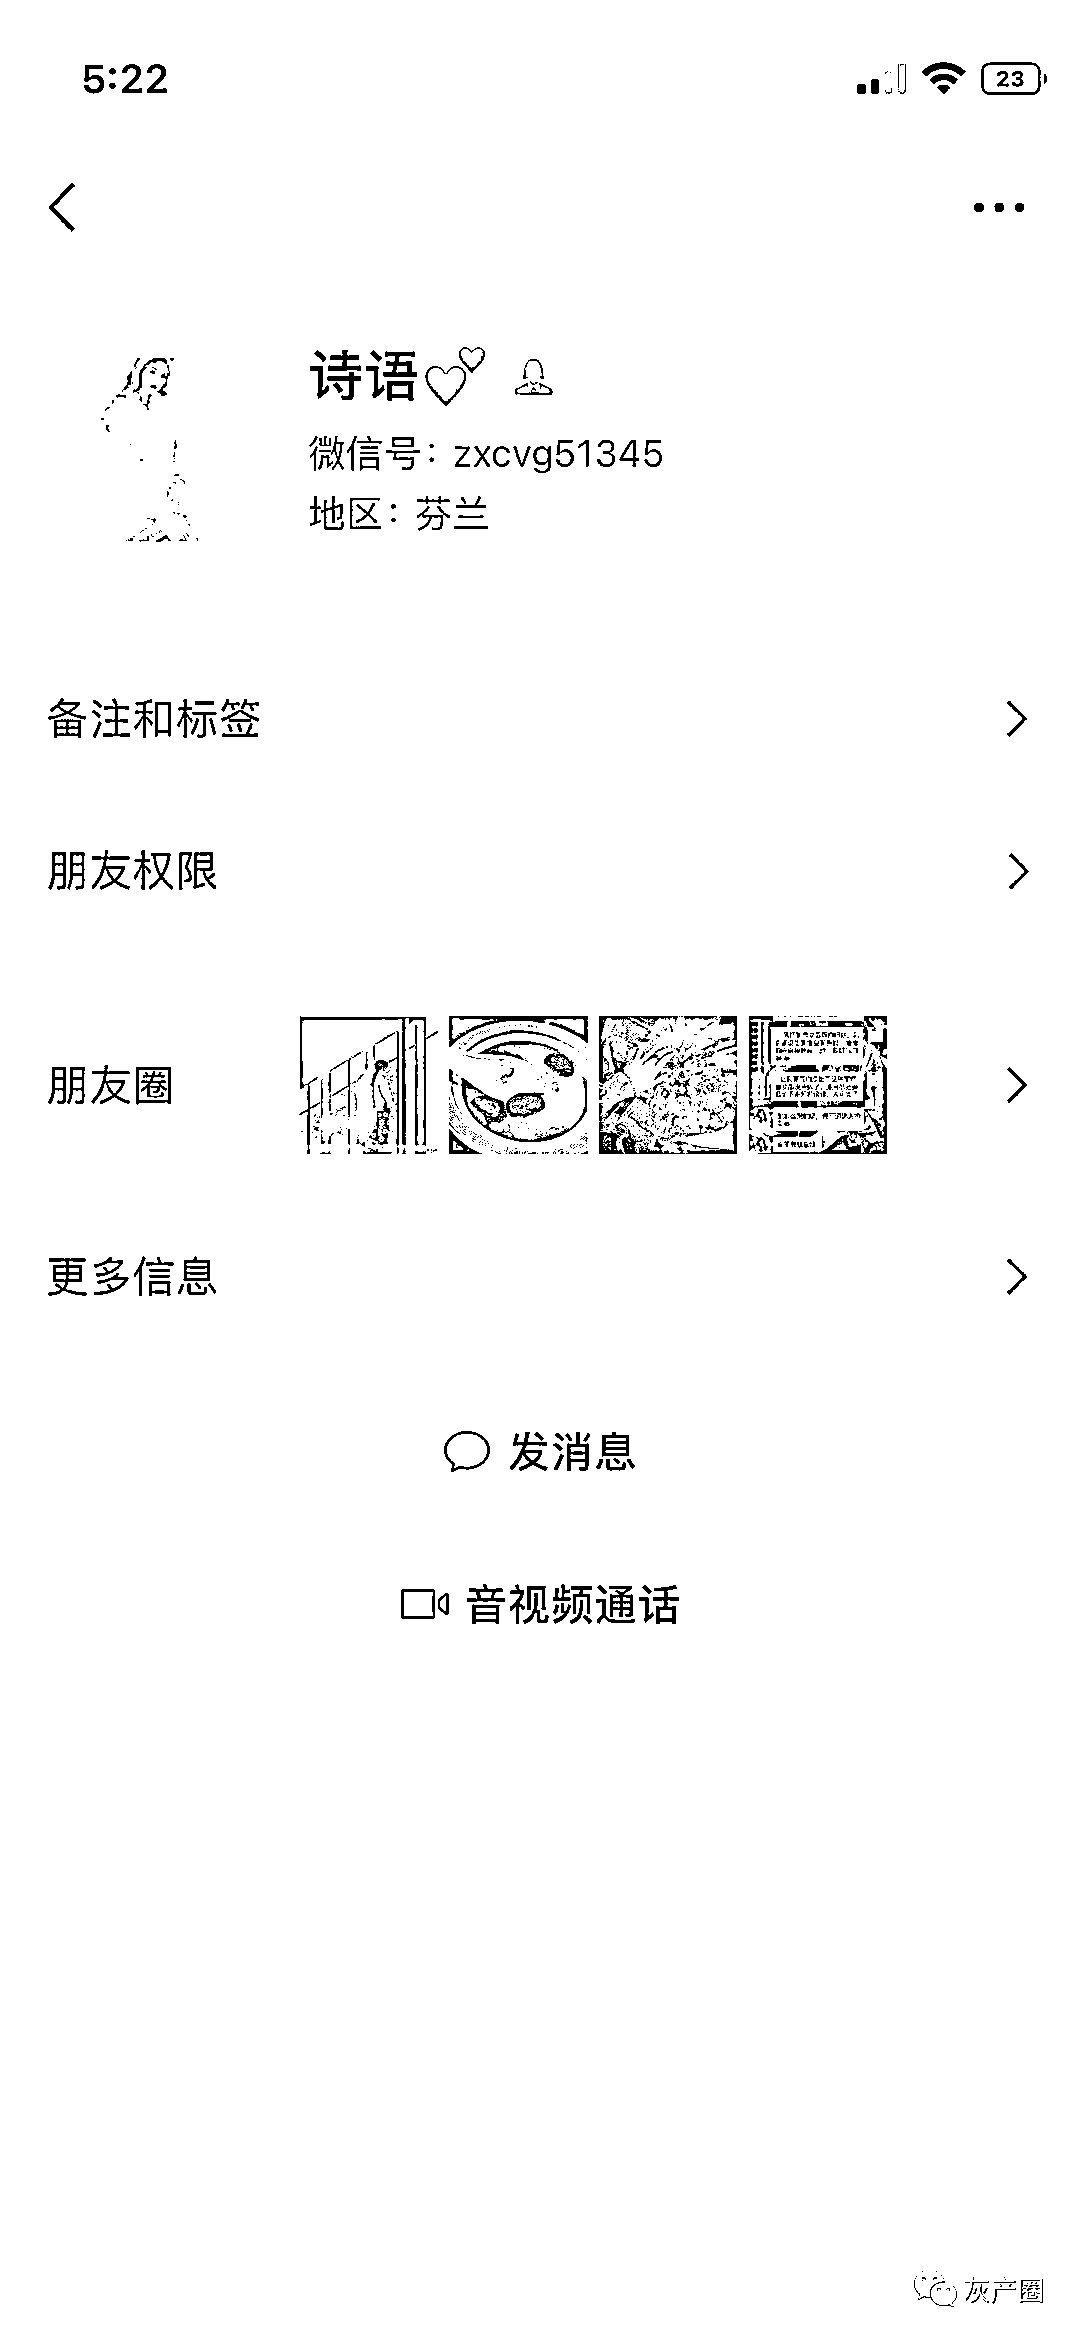 5:22
23
诗语💕
微信号：zxcvg51345
地区：芬兰
备注和标签
朋友权限
朋友圈
更多信息
发消息
音视频通话
灰产圈